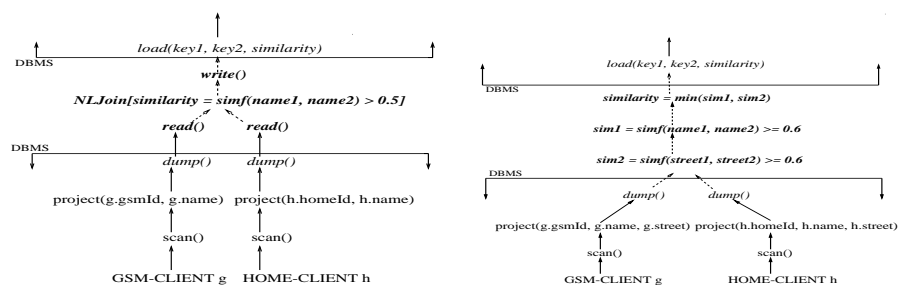 load(key1, key2, similarity)
DBMS
write()
NLJoin[similarity = simf(name1, name2) > 0.5]
read() read()
DBMS
dump() dump()
project(g.gsmId, g.name) project(h.homeId, h.name)
scan() scan()
GSM-CLIENT g HOME-CLIENT h
load(key1, key2, similarity)
DBMS
similarity = min(sim1, sim2)
sim1 = simf(name1, name2) >= 0.6
sim2 = simf(street1, street2) >= 0.6
DBMS
dump() dump()
project(g.gsmId, g.name, g.street) project(h.homeId, h.name, h.street)
scan() scan()
GSM-CLIENT g HOME-CLIENT h